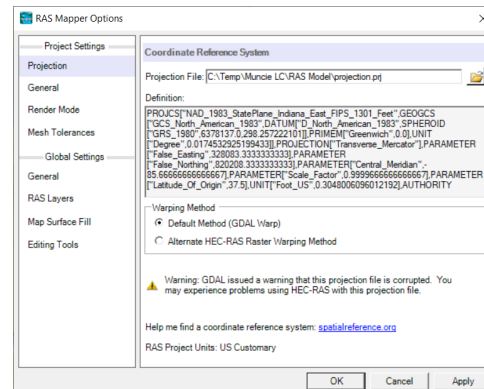 RAS Mapper Options
Project Settings
Projection
General
Render Mode
Mesh Tolerances
Global Settings
General
RAS Layers
Map Surface Fill
Editing Tools
Coordinate Reference System
Projection File: C:\Temp\Muncie LC\RAS Model\projection.prj
Definition:
PROJCS["NAD_1983_StatePlane_Indiana_East_FIPS_1301_Feet",GEOGCS
["GCS_North_American_1983",DATUM["D_North_American_1983",SPHEROID
["GRS_1980",6378137.0,298.257222101]],PRIMEM["Greenwich",0.0],UNIT
["Degree",0.0174532925199433]],PROJECTION["Transverse_Mercator"],PARAMETER
["False_Easting",328083.3333333333],PARAMETER
["False_Northing",820208.3333333333],PARAMETER["Central_Meridian",-
85.66666666666667],PARAMETER["Scale_Factor",0.9999666666666667],PARAMETER
["Latitude_Of_Origin",37.5],UNIT["Foot_US",0.3048006096012192],AUTHORITY
Warping Method
Default Method (GDAL Warp)
Alternate HEC-RAS Raster Warping Method
Warning: GDAL issued a warning that this projection file is corrupted. You
may experience problems using HEC-RAS with this projection file.
Help me find a coordinate reference system: spatialreference.org
RAS Project Units: US Customary
OK Cancel Apply